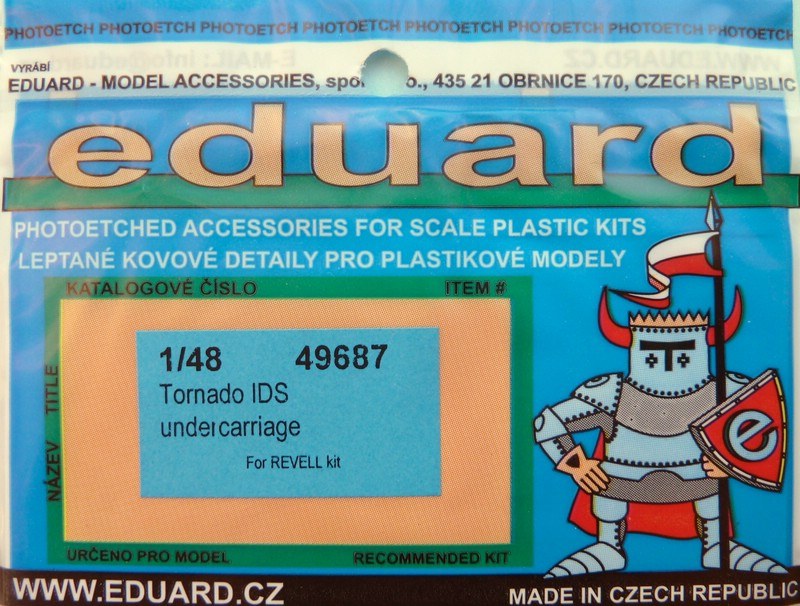 PHOTOETCH PHOTOETCH PHOTOETCH PHOTOETCH PHOTOETCH PHOTOETCH PHOTOETCH PHOTOETCH
VYRÁBÍ
EDUARD - MODEL ACCESSORIES, spol. o., 435 21 OBRNICE 170, CZECH REPUBLIC
eduard
PHOTOETCHED ACCESSORIES FOR SCALE PLASTIC KITS
LEPTANÉ KOVOVÉ DETAILY PRO PLASTIKOVÉ MODELY
KATALOGOVÉ ČÍSLO ITEM #
NÁZEV TITLE
1/48 49687
Tornado IDS
undercarriage
For REVELL kit
URČENO PRO MODEL RECOMMENDED KIT
e
WWW.EDUARD.CZ MADE IN CZECH REPUBLIC